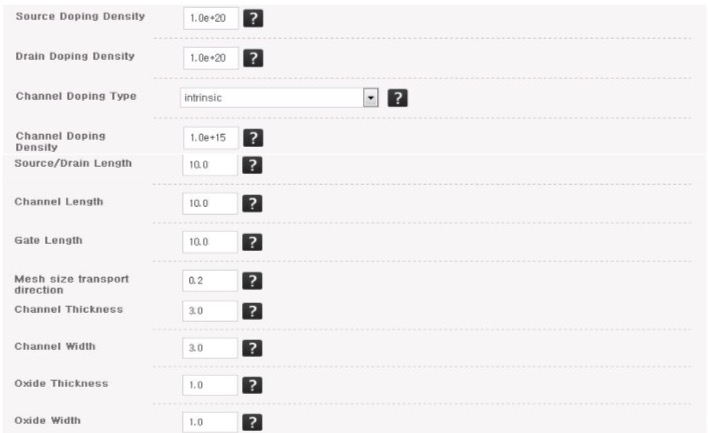 Source Doping Density 1.0e+20 ?
Drain Doping Density 1.0e+20 ?
Channel Doping Type intrinsic ?
Channel Doping
Density 1.0e+15 ?
Source/Drain Length 10.0 ?
Channel Length 10.0 ?
Gate Length 10.0 ?
Mesh size transport
direction 0.2 ?
Channel Thickness 3.0 ?
Channel Width 3.0 ?
Oxide Thickness 1.0 ?
Oxide Width 1.0 ?